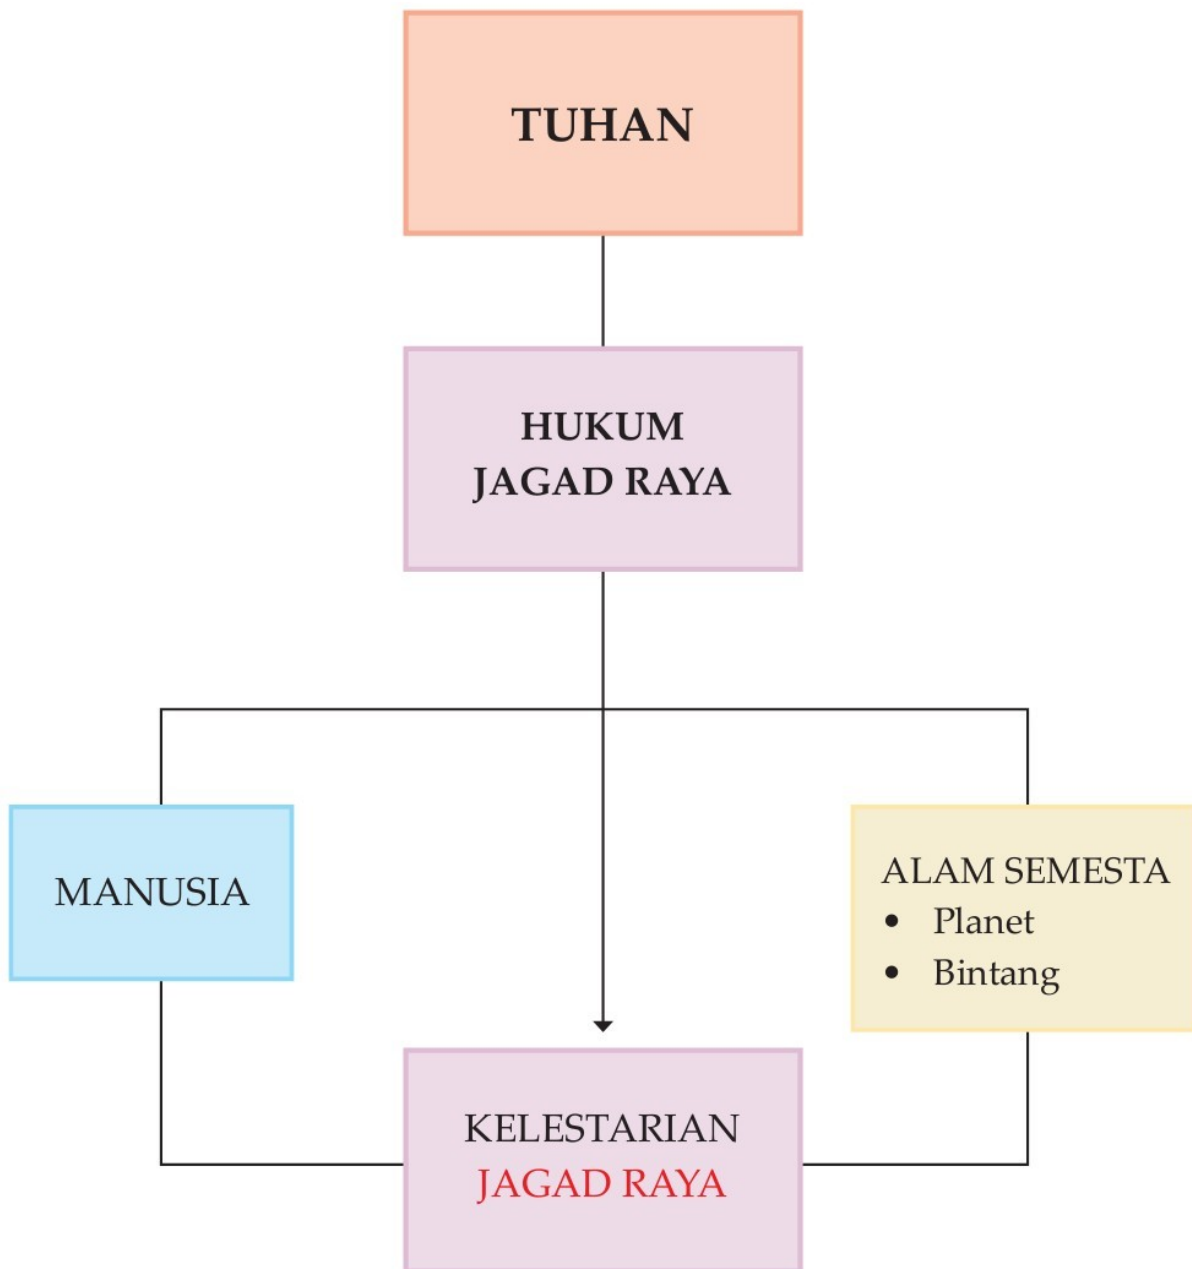 TUHAN
HUKUM
JAGAD RAYA
MANUSIA
ALAM SEMESTA
• Planet
• Bintang
KELESTARIAN
JAGAD RAYA